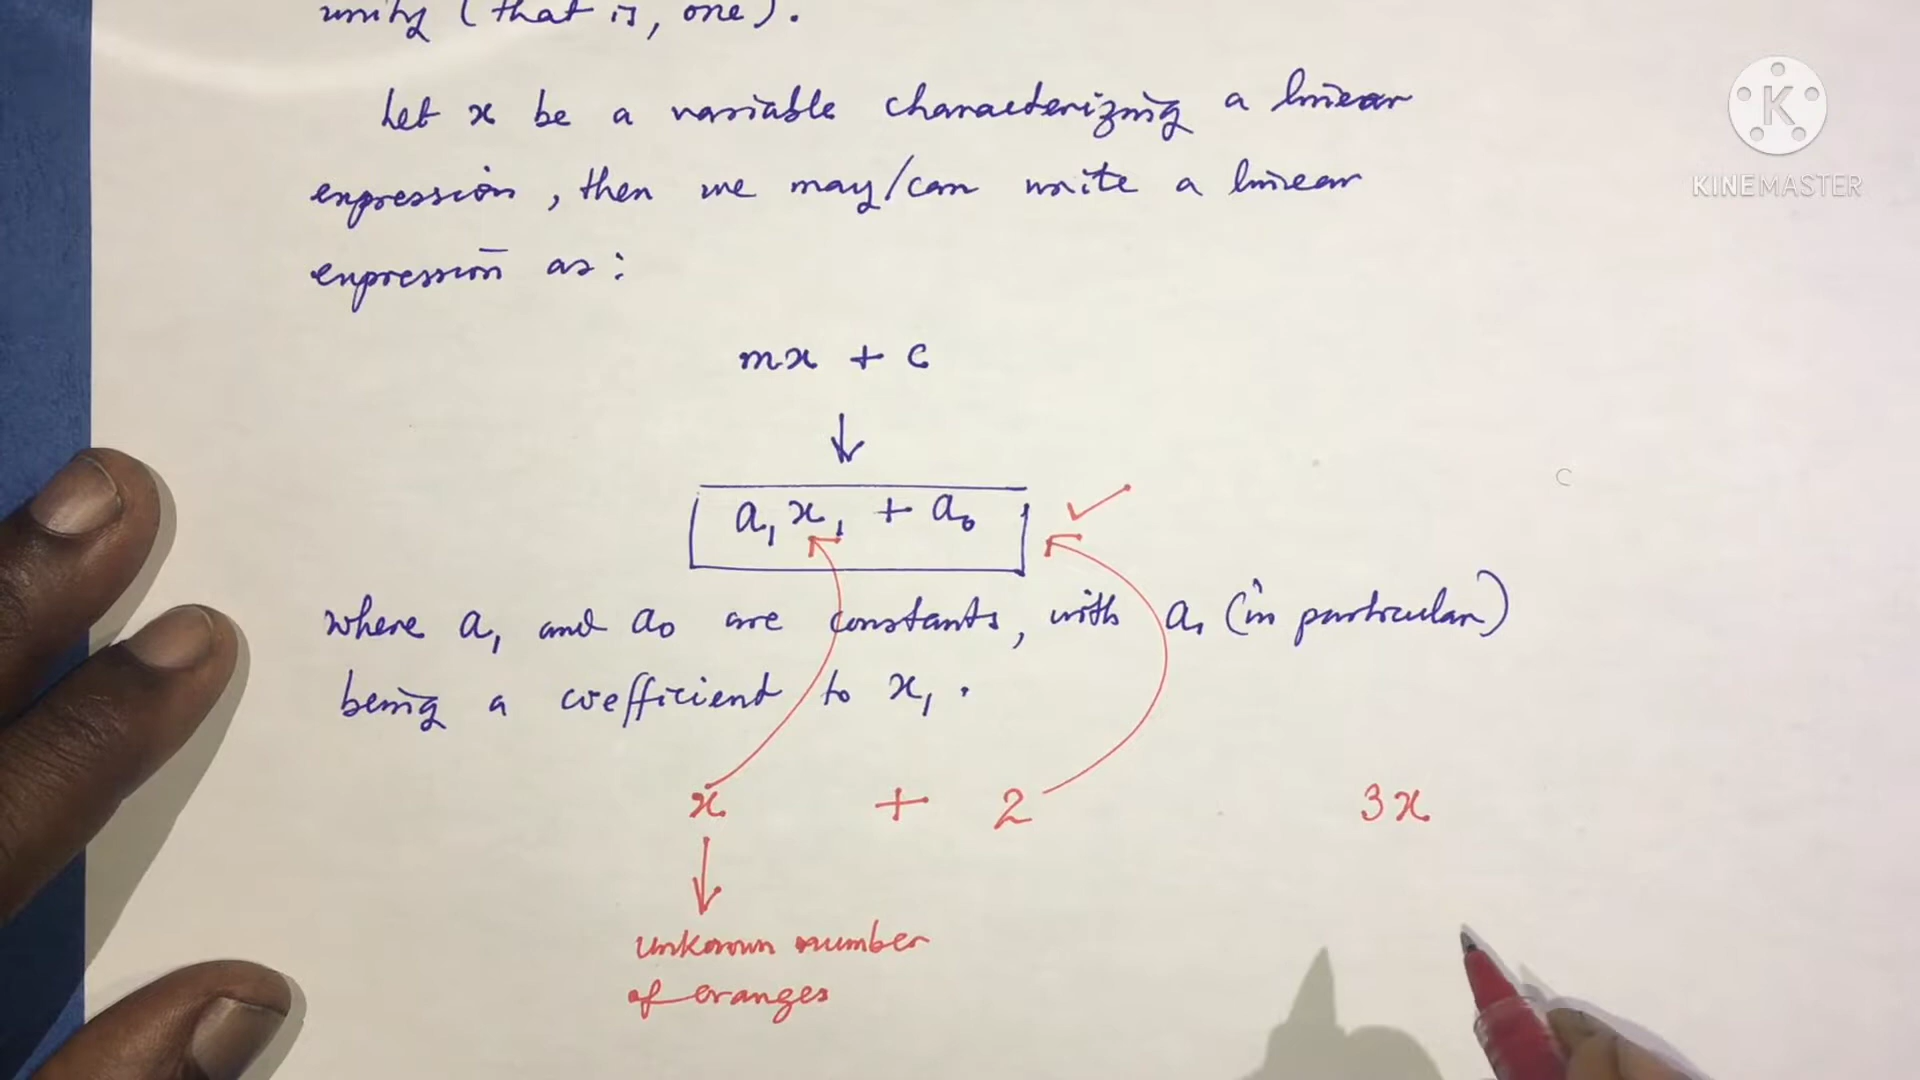 unity (that is, one).
Let x be a variable characterizing a linear
K
expression, then we may/can write a linear
KINEMASTER
expression as:
mx + c
↓
a₁x₁ + a₀ ✓
where a₁ and a₀ are constants, with a₁ (in particular)
being a coefficient to x₁.
x + 2 3x
↓
unknown number
of oranges